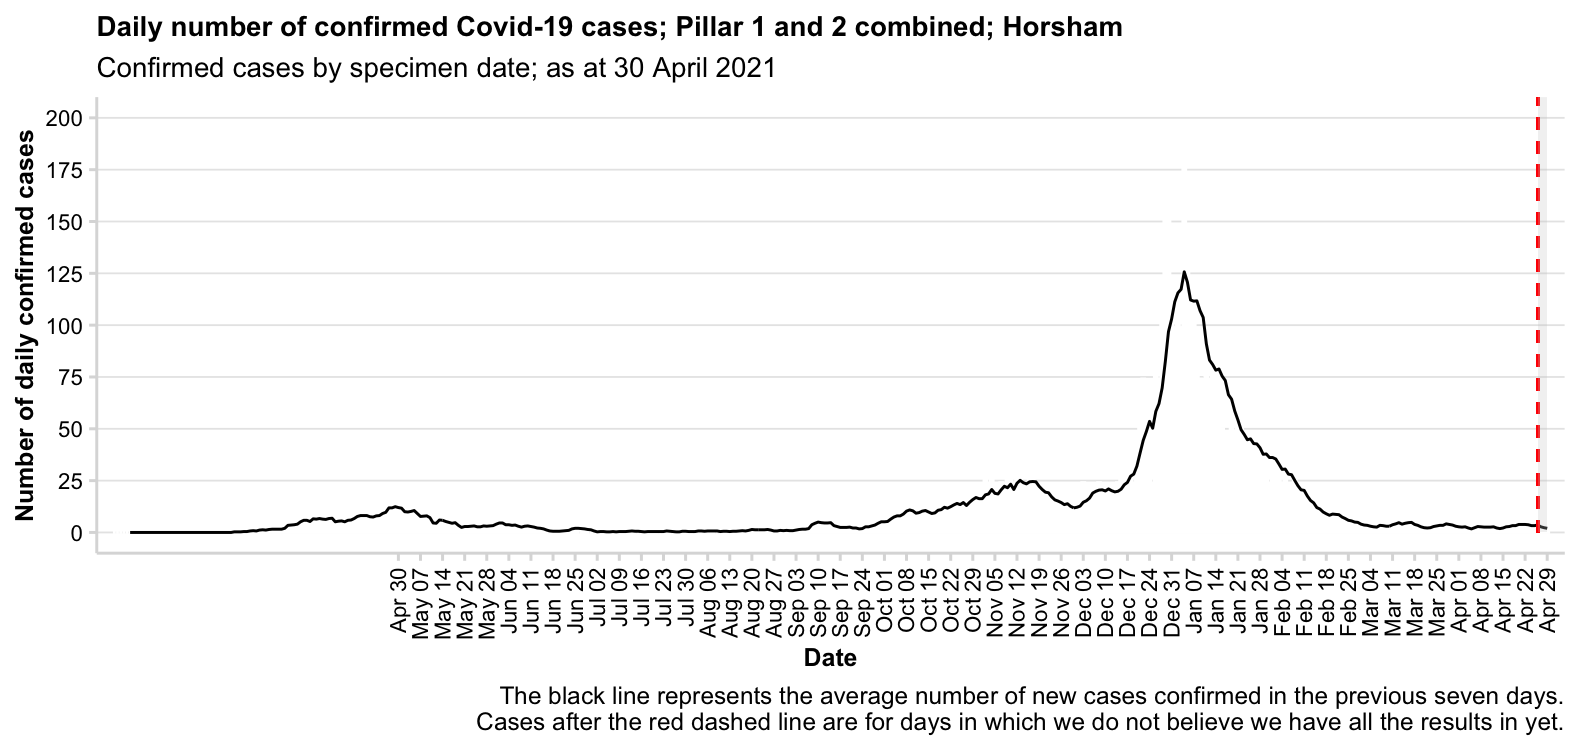 Daily number of confirmed Covid-19 cases; Pillar 1 and 2 combined; Horsham
Confirmed cases by specimen date; as at 30 April 2021
Number of daily confirmed cases
200
175
150
125
100
75
50
25
0
Apr 30
May 07
May 14
May 21
May 28
Jun 04
Jun 11
Jun 18
Jun 25
Jul 02
Jul 09
Jul 16
Jul 23
Jul 30
Aug 06
Aug 13
Aug 20
Aug 27
Sep 03
Sep 10
Sep 17
Sep 24
Oct 01
Oct 08
Oct 15
Oct 22
Oct 29
Nov 05
Nov 12
Nov 19
Nov 26
Dec 03
Dec 10
Dec 17
Dec 24
Dec 31
Jan 07
Jan 14
Jan 21
Jan 28
Feb 04
Feb 11
Feb 18
Feb 25
Mar 04
Mar 11
Mar 18
Mar 25
Apr 01
Apr 08
Apr 15
Apr 22
Apr 29
Date
The black line represents the average number of new cases confirmed in the previous seven days.
Cases after the red dashed line are for days in which we do not believe we have all the results in yet.